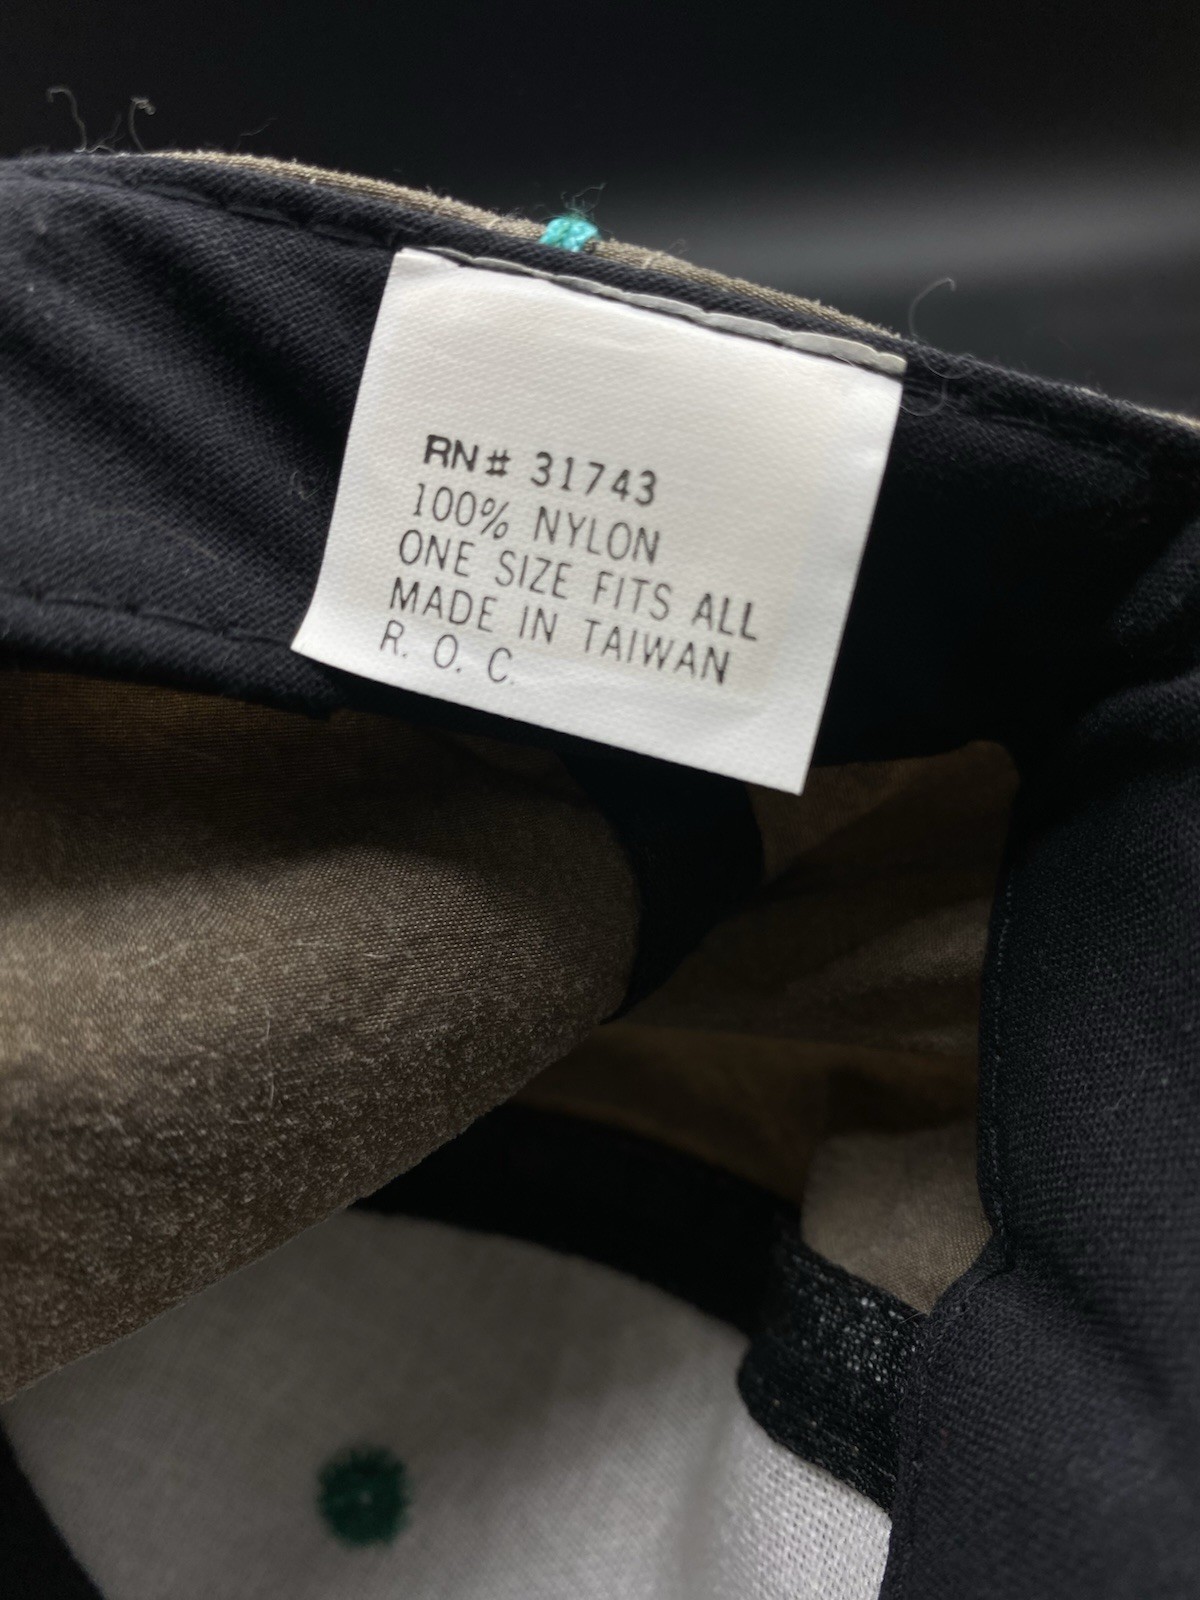 RN# 31743
100% NYLON
ONE SIZE FITS ALL
MADE IN TAIWAN
R. O. C.